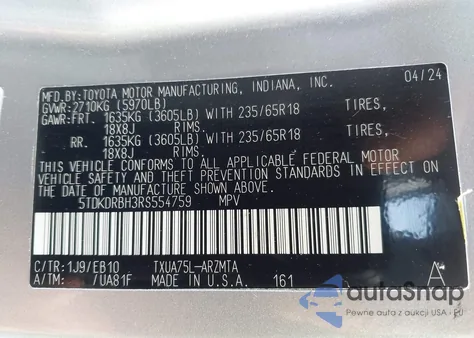 MFD.BY:TOYOTA MOTOR MANUFACTURING, INDIANA, INC. 04/24
GVWR:2710KG (5970LB)
GAWR:FRT. 1635KG (3605LB) WITH 235/65R18 TIRES,
18X8J RIMS.
RR. 1635KG (3605LB) WITH 235/65R18 TIRES,
18X8J RIMS.
THIS VEHICLE CONFORMS TO ALL APPLICABLE FEDERAL MOTOR
VEHICLE SAFETY AND THEFT PREVENTION STANDARDS IN EFFECT ON
THE DATE OF MANUFACTURE SHOWN ABOVE.
5TDKDRBH3RS554759 MPV
C/TR:1J9/EB10 TXUA75L-ARZMTA
A/TM: /UA81F MADE IN U.S.A. 161 A
autaSnap
Pewne auta z aukcji USA - EU